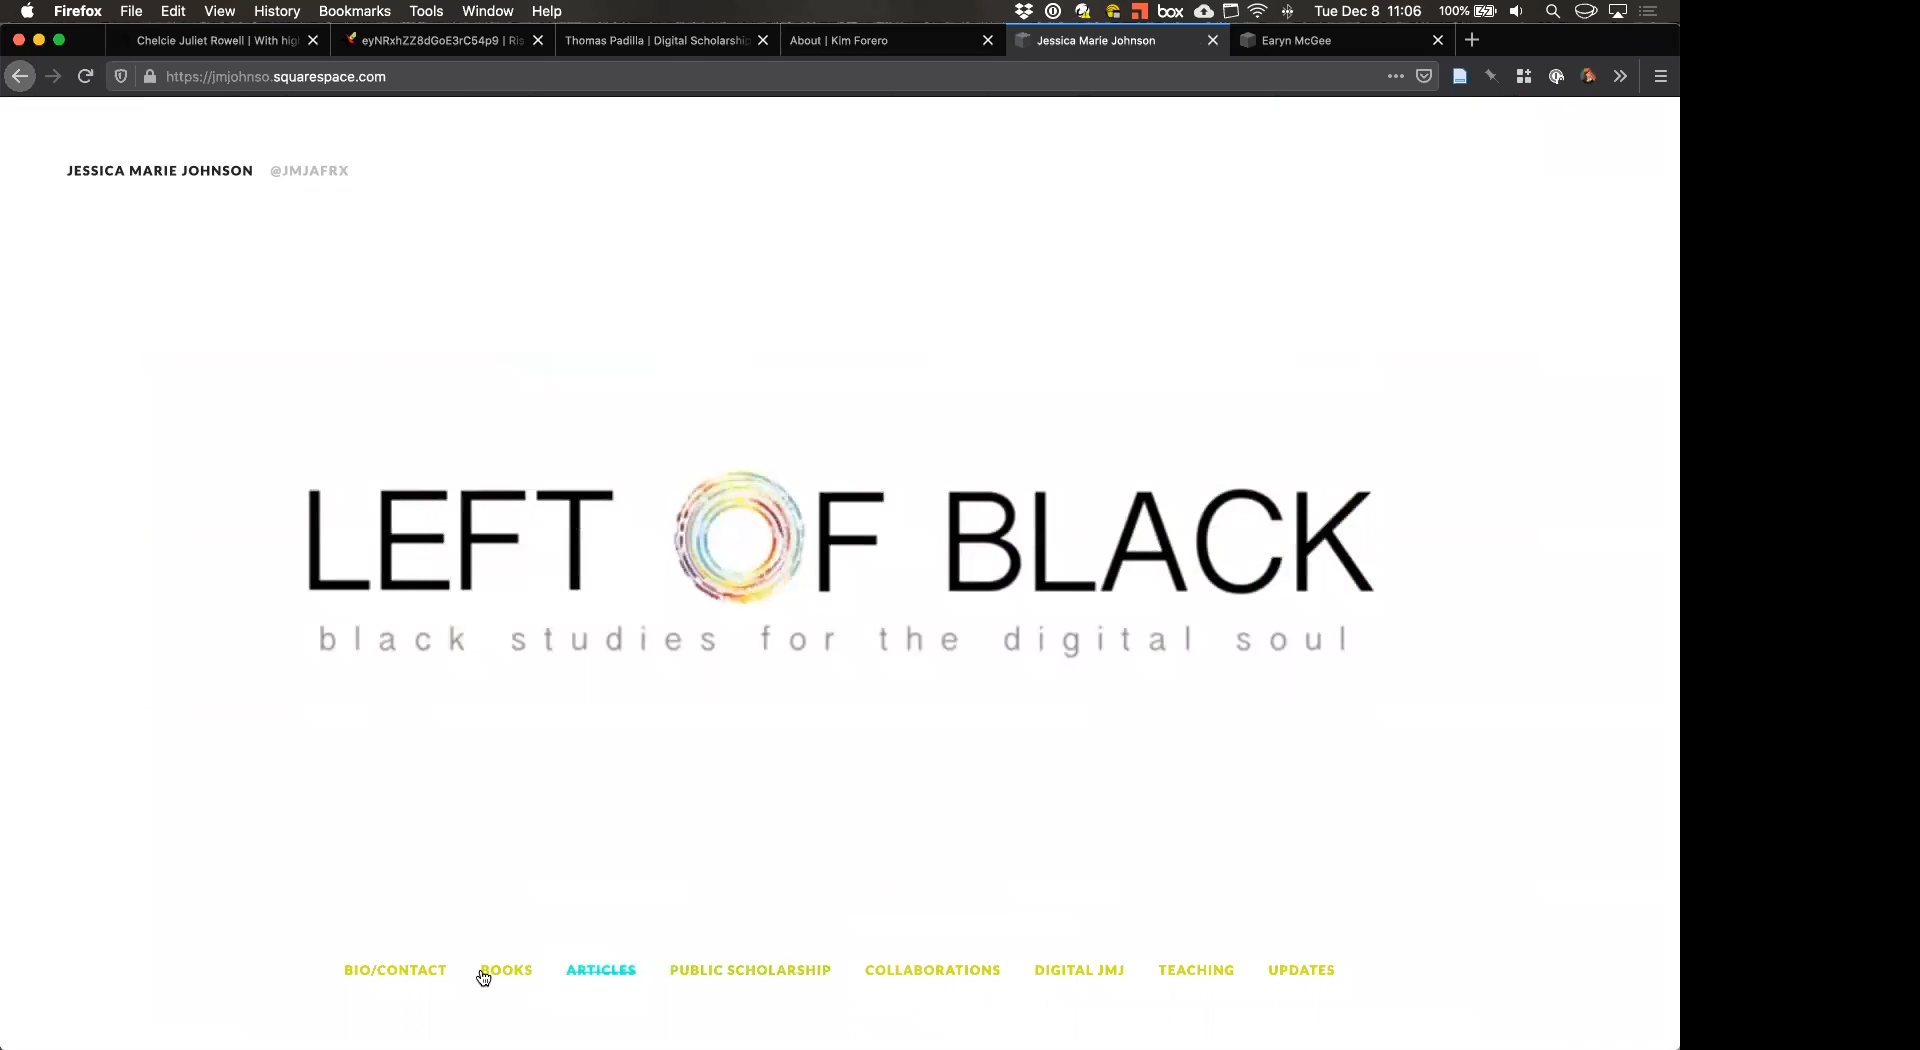 Firefox File Edit View History Bookmarks Tools Window Help box Tue Dec 8 11:06 100%
Chelcie Juliet Rowell | With hig eyNRxhZZ8dGoE3rC54p9 | Ris Thomas Padilla | Digital Scholarship About | Kim Forero Jessica Marie Johnson Earyn McGee
https://jmjohnso.squarespace.com
JESSICA MARIE JOHNSON @JMJAFRX
LEFT OF BLACK
black studies for the digital soul
BIO/CONTACT BOOKS ARTICLES PUBLIC SCHOLARSHIP COLLABORATIONS DIGITAL JMJ TEACHING UPDATES